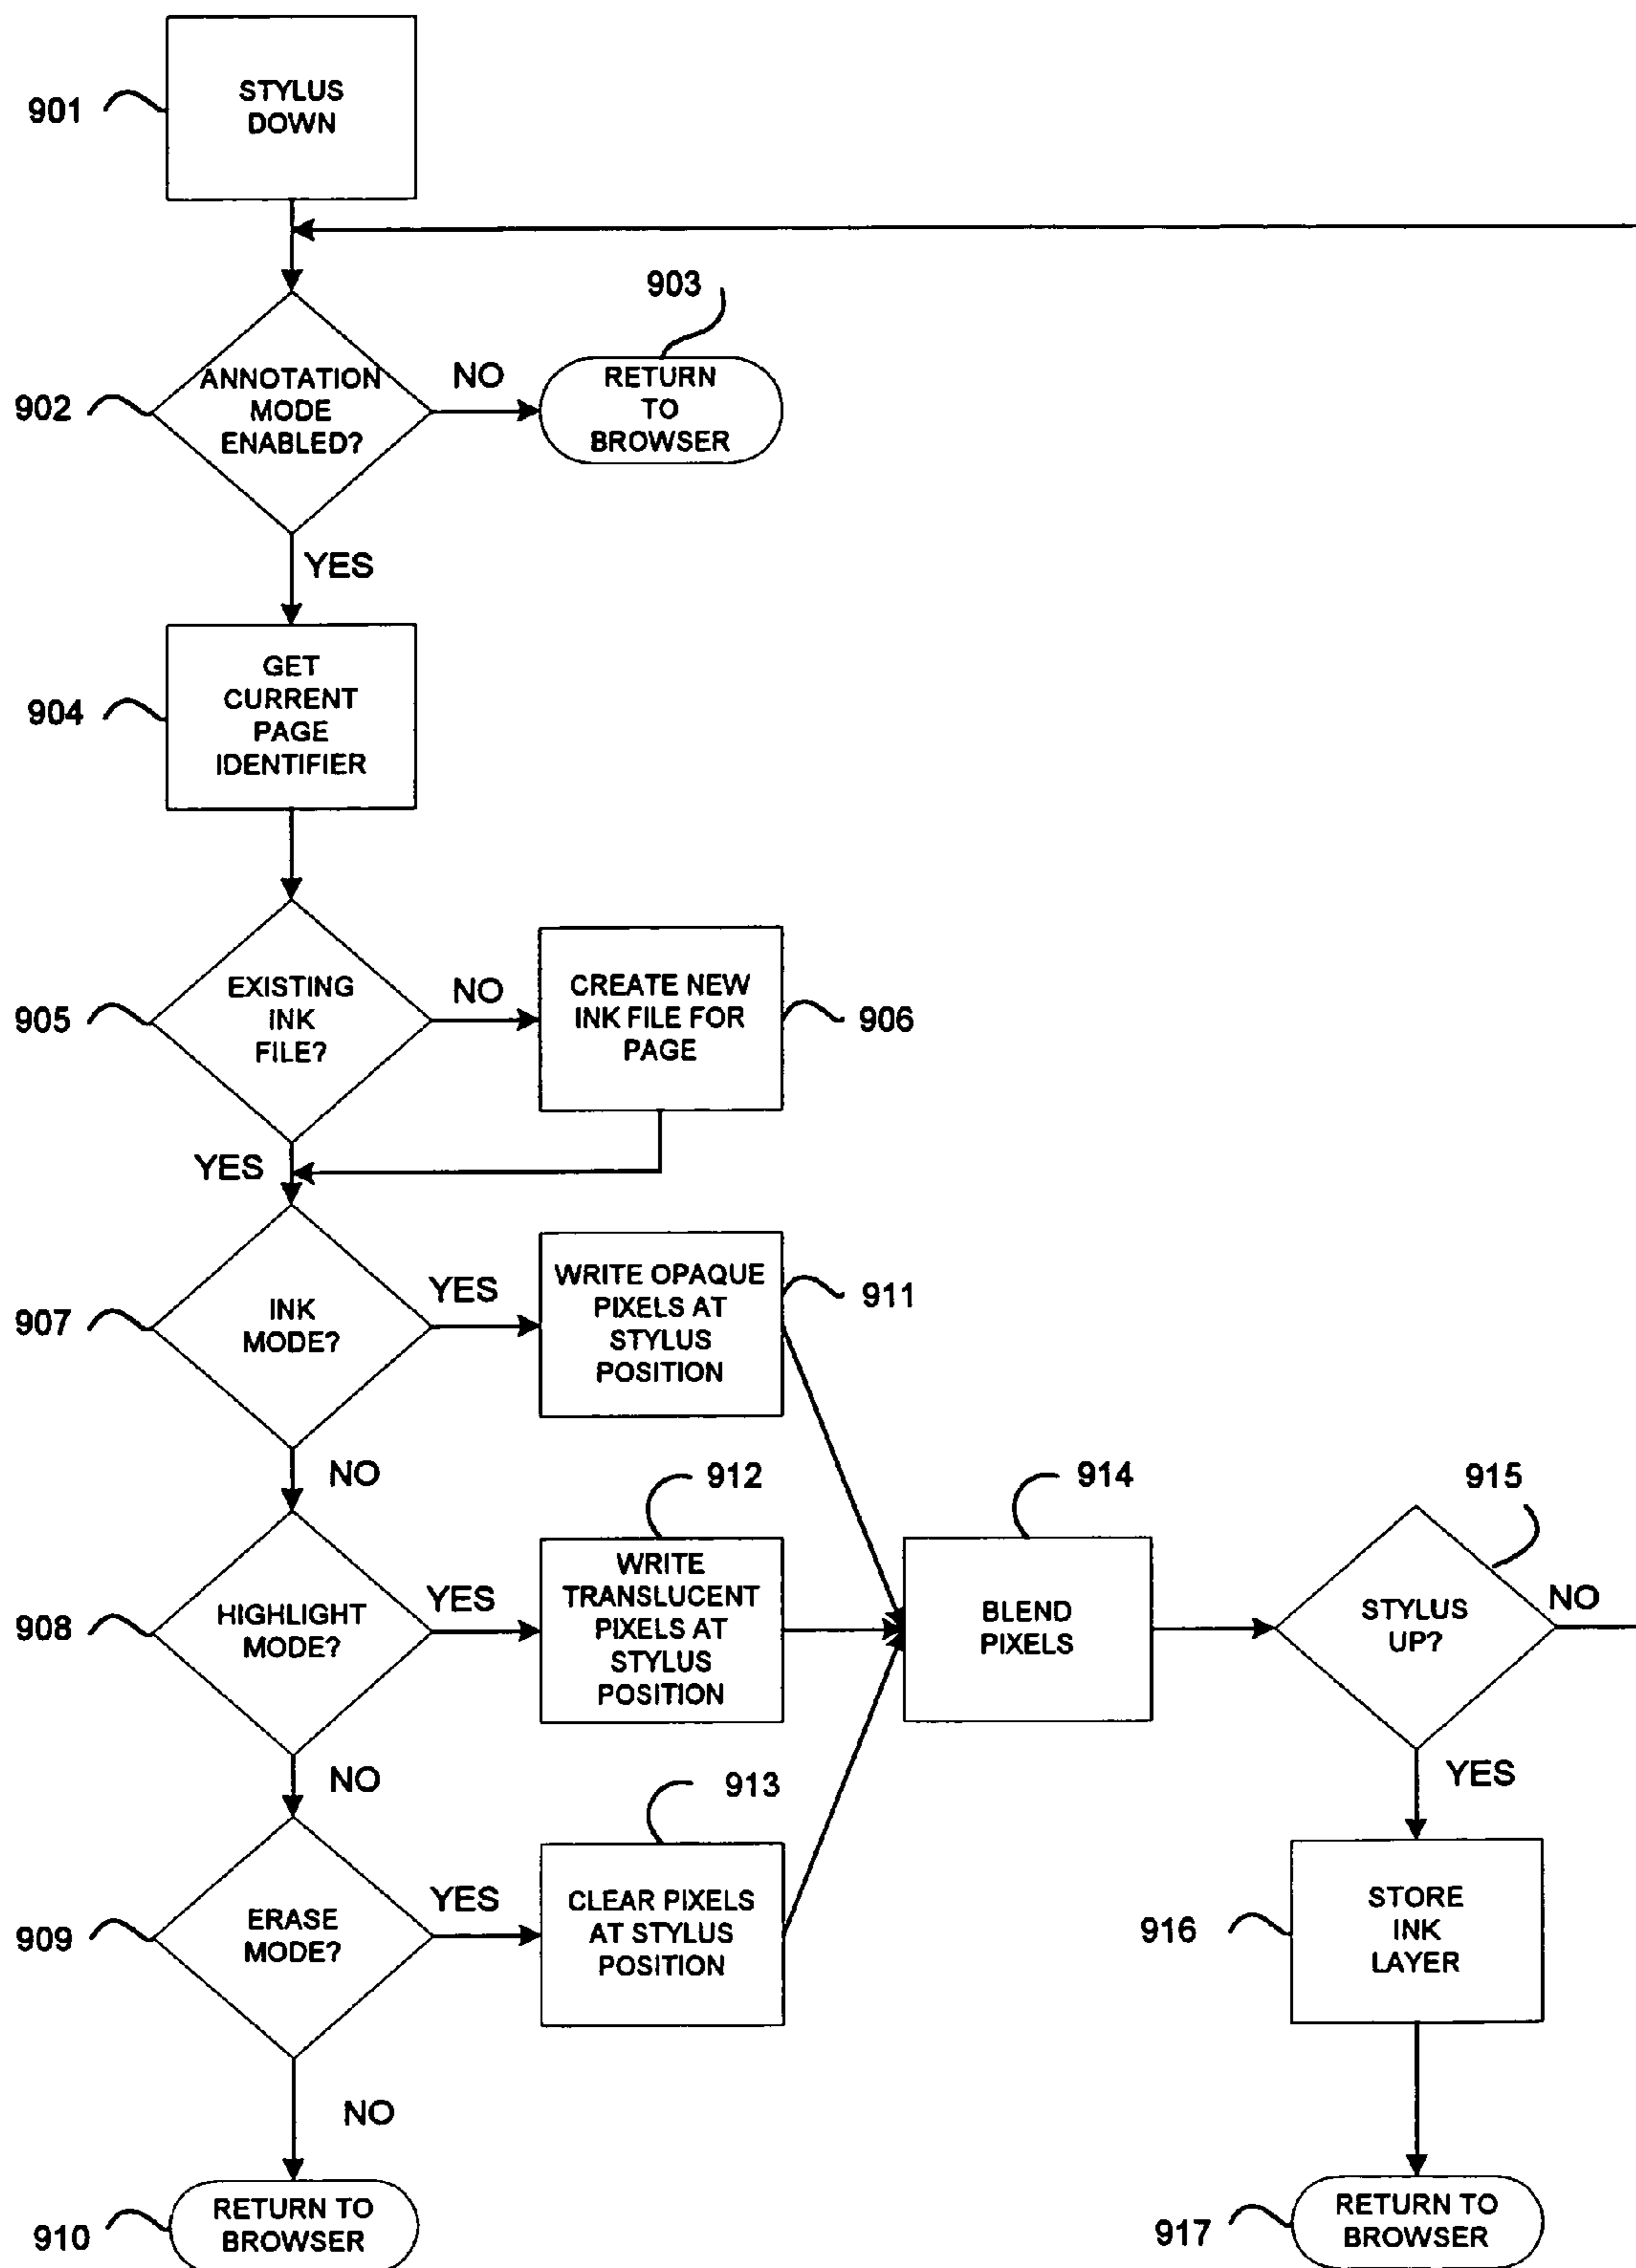 901
STYLUS
DOWN
903
902
ANNOTATION
MODE
ENABLED?
NO
RETURN
TO
BROWSER
YES
904
GET
CURRENT
PAGE
IDENTIFIER
905
EXISTING
INK
FILE?
NO
CREATE NEW
INK FILE FOR
PAGE
906
YES
907
INK
MODE?
YES
WRITE OPAQUE
PIXELS AT
STYLUS
POSITION
911
NO
908
HIGHLIGHT
MODE?
YES
912
WRITE
TRANSLUCENT
PIXELS AT
STYLUS
POSITION
914
BLEND
PIXELS
915
STYLUS
UP?
NO
YES
NO
909
ERASE
MODE?
YES
913
CLEAR PIXELS
AT STYLUS
POSITION
916
STORE
INK
LAYER
NO
910
RETURN TO
BROWSER
917
RETURN TO
BROWSER